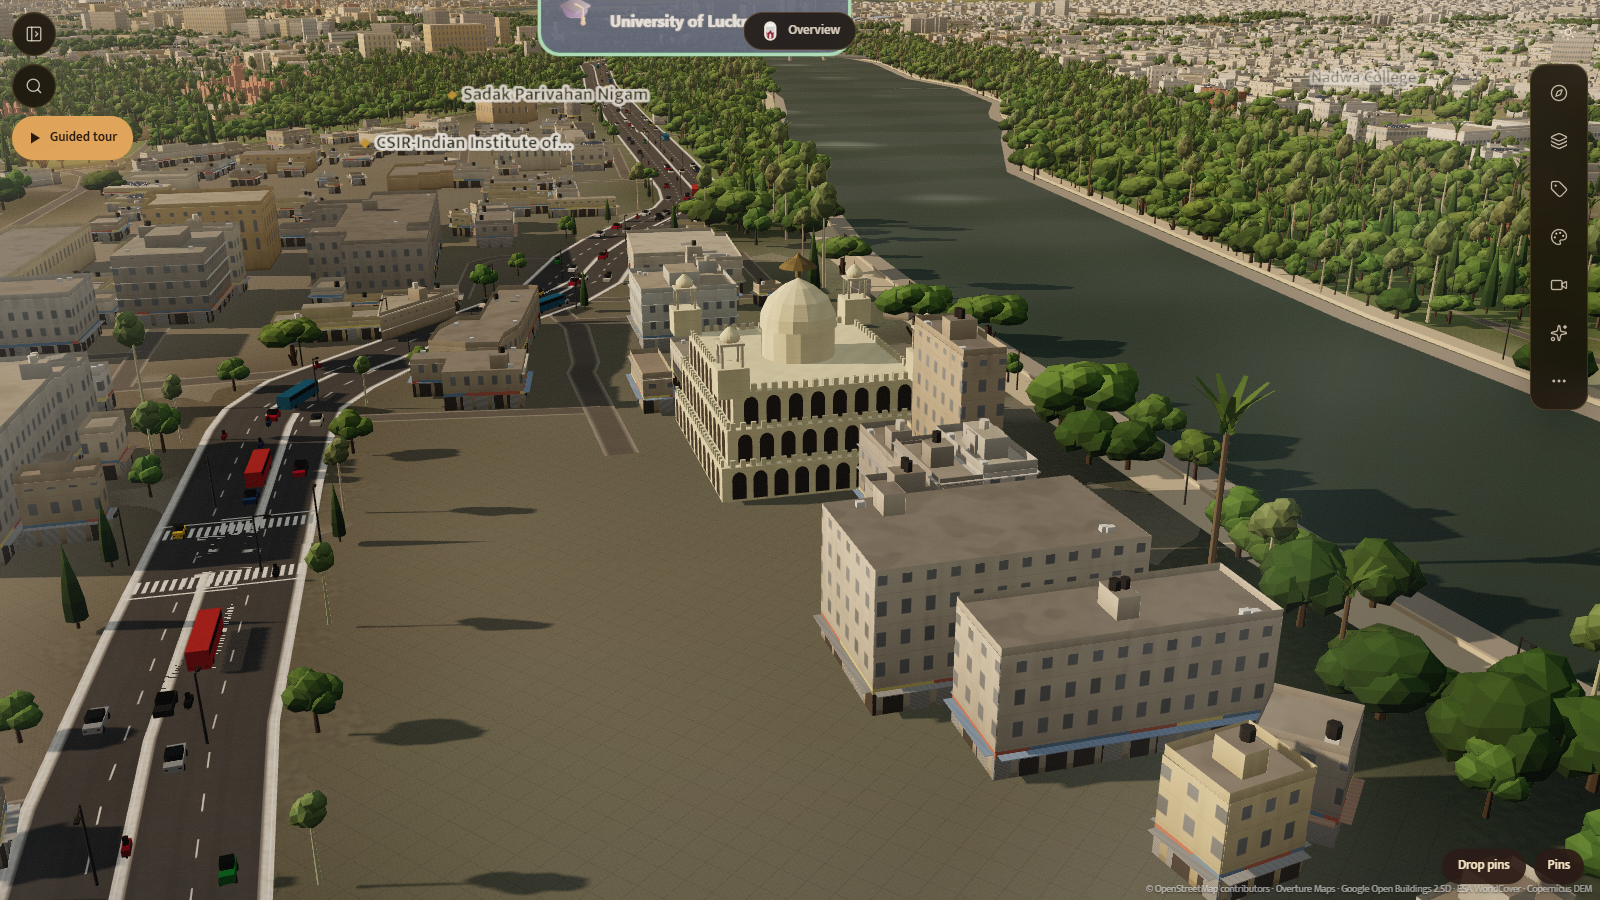 University of Luckn
Overview
Nadwa College
Sadak Parivahan Nigam
Guided tour
CSIR-Indian Institute of...
Drop pins
Pins
© OpenStreetMap contributors · Overture Maps · Google Open Buildings 2.5D · ESA WorldCover · Copernicus DEM